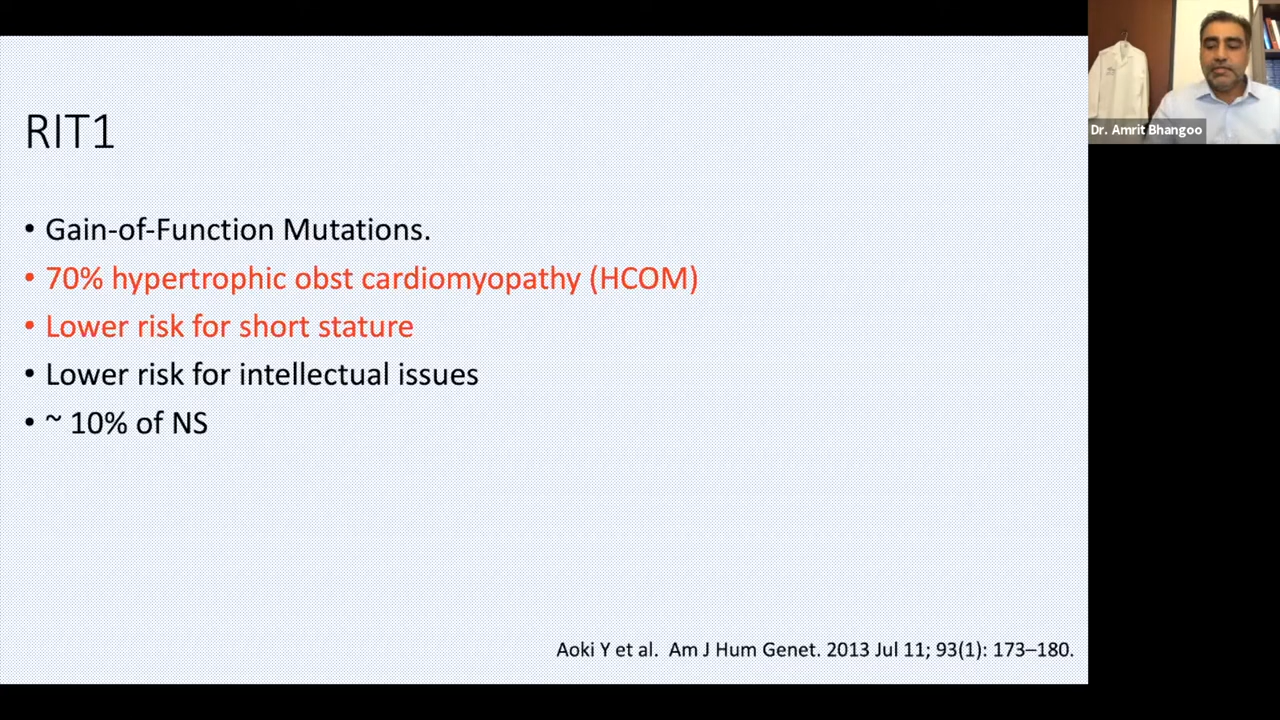 RIT1
• Gain-of-Function Mutations.
• 70% hypertrophic obst cardiomyopathy (HCOM)
• Lower risk for short stature
• Lower risk for intellectual issues
• ~ 10% of NS
Aoki Y et al. Am J Hum Genet. 2013 Jul 11; 93(1): 173–180.
Dr. Amrit Bhangoo